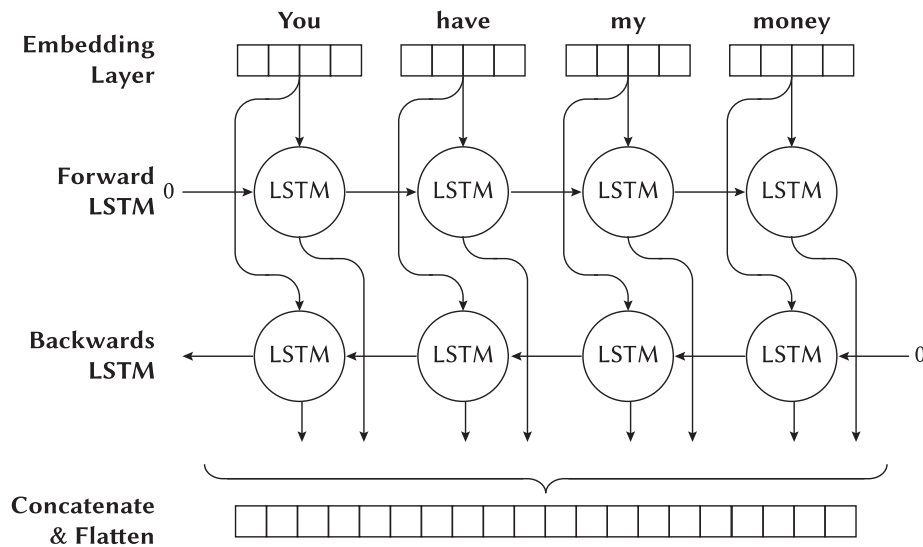 You have my money
Embedding
Layer
Forward
LSTM
0
LSTM LSTM LSTM LSTM
Backwards
LSTM
LSTM LSTM LSTM LSTM
0
Concatenate
& Flatten